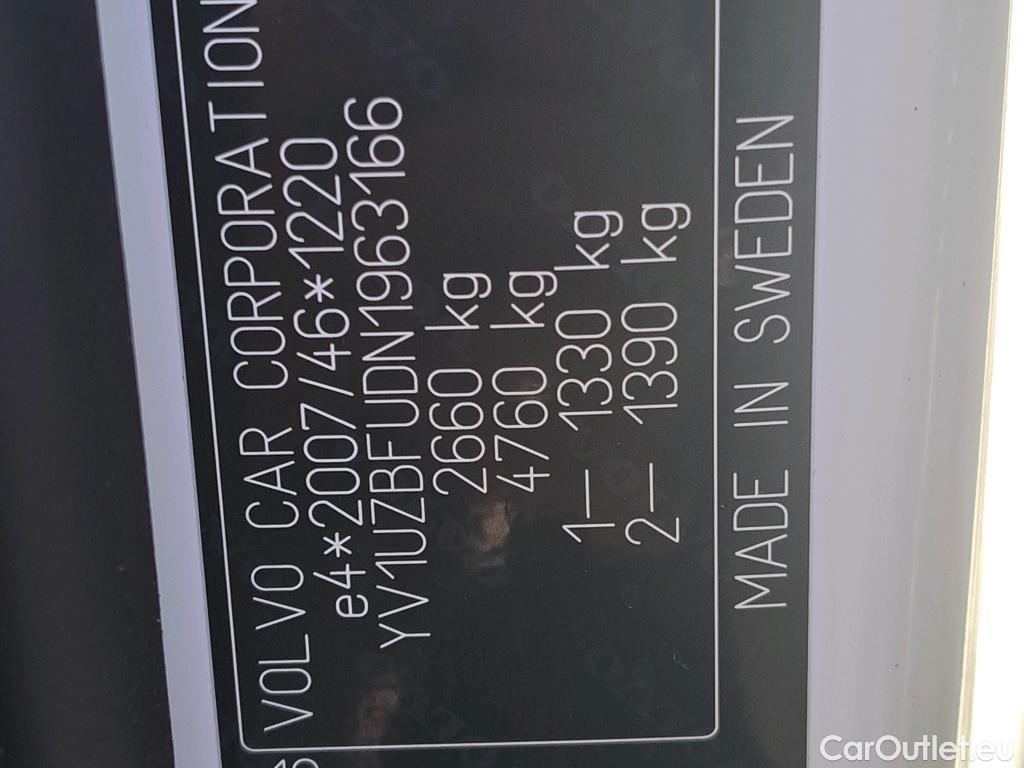 VOLVO CAR CORPORATION
e4*2007/46*1220
YV1UZBFUDN1963166
2660 kg
4760 kg
1— 1330 kg
2— 1390 kg
MADE IN SWEDEN
CarOutlet.eu